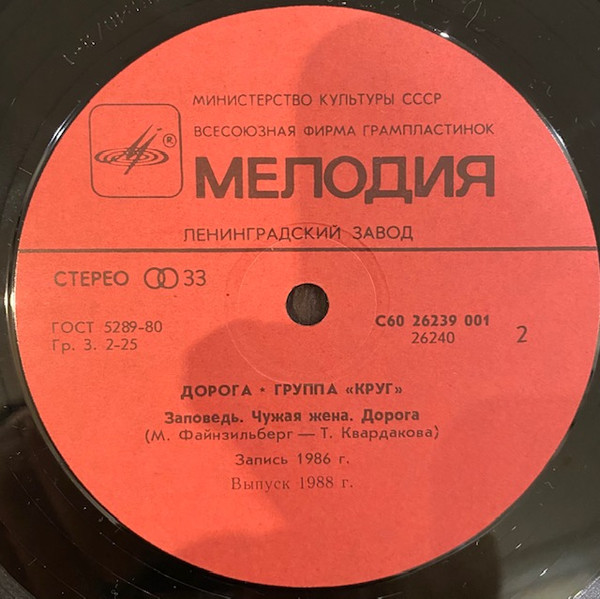 МИНИСТЕРСТВО КУЛЬТУРЫ СССР
ВСЕСОЮЗНАЯ ФИРМА ГРАМПЛАСТИНОК
®
МЕЛОДИЯ
ЛЕНИНГРАДСКИЙ ЗАВОД
СТЕРЕО 33
ГОСТ 5289-80
Гр. 3. 2-25
С60 26239 001
26240
2
ДОРОГА · ГРУППА «КРУГ»
Заповедь. Чужая жена. Дорога
(М. Файнзильберг — Т. Квардакова)
Запись 1986 г.
Выпуск 1988 г.